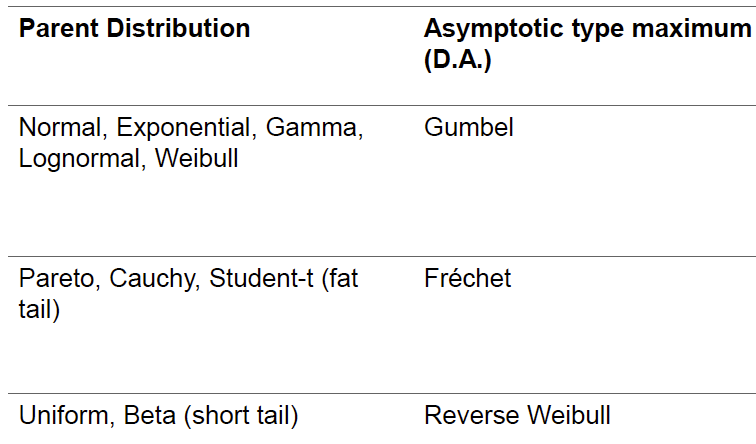 Parent Distribution
Asymptotic type maximum
(D.A.)
Normal, Exponential, Gamma,
Lognormal, Weibull
Gumbel
Pareto, Cauchy, Student-t (fat
tail)
Fréchet
Uniform, Beta (short tail)
Reverse Weibull